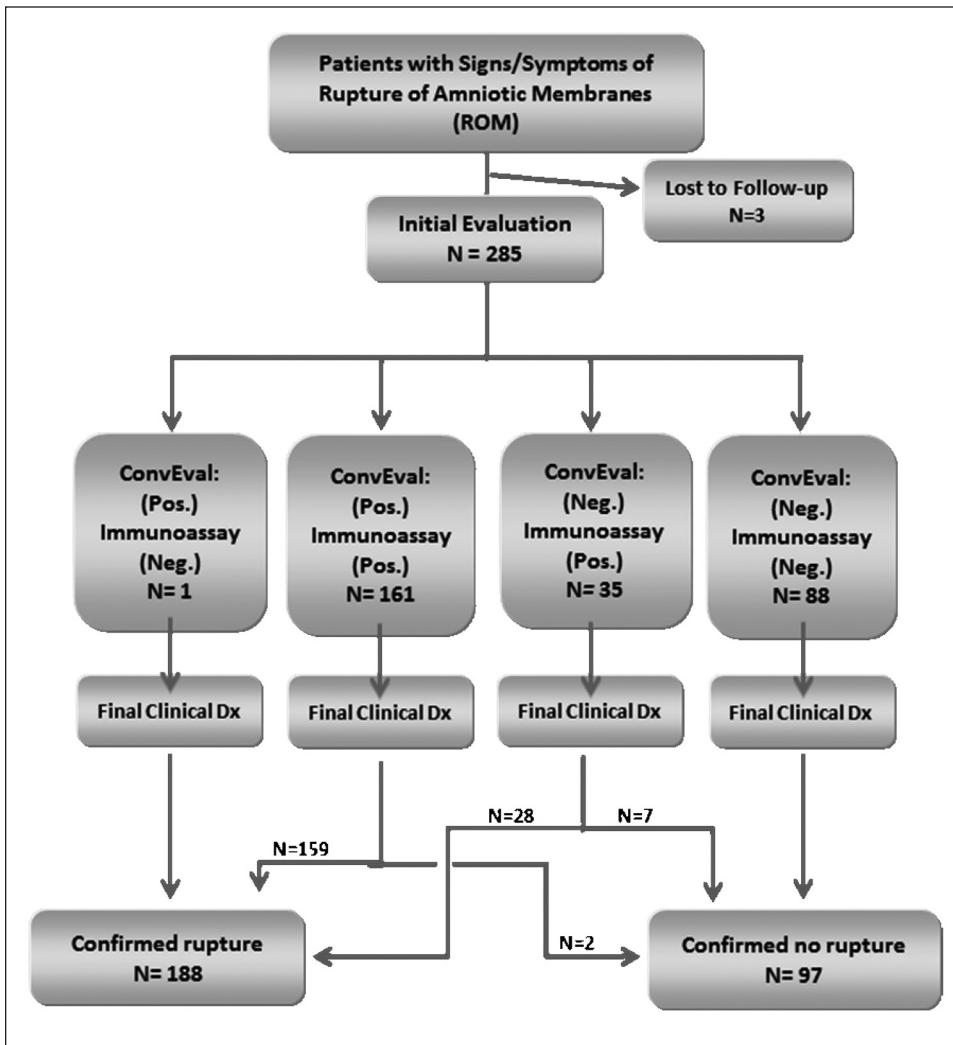 Patients with Signs/Symptoms of
Rupture of Amniotic Membranes
(ROM)
Lost to Follow-up
N=3
Initial Evaluation
N = 285
ConvEval:
(Pos.)
Immunoassay
(Neg.)
N= 1
ConvEval:
(Pos.)
Immunoassay
(Pos.)
N= 161
ConvEval:
(Neg.)
Immunoassay
(Pos.)
N= 35
ConvEval:
(Neg.)
Immunoassay
(Neg.)
N= 88
Final Clinical Dx
Final Clinical Dx
Final Clinical Dx
Final Clinical Dx
N=28
N=7
N=159
N=2
Confirmed rupture
N= 188
Confirmed no rupture
N= 97